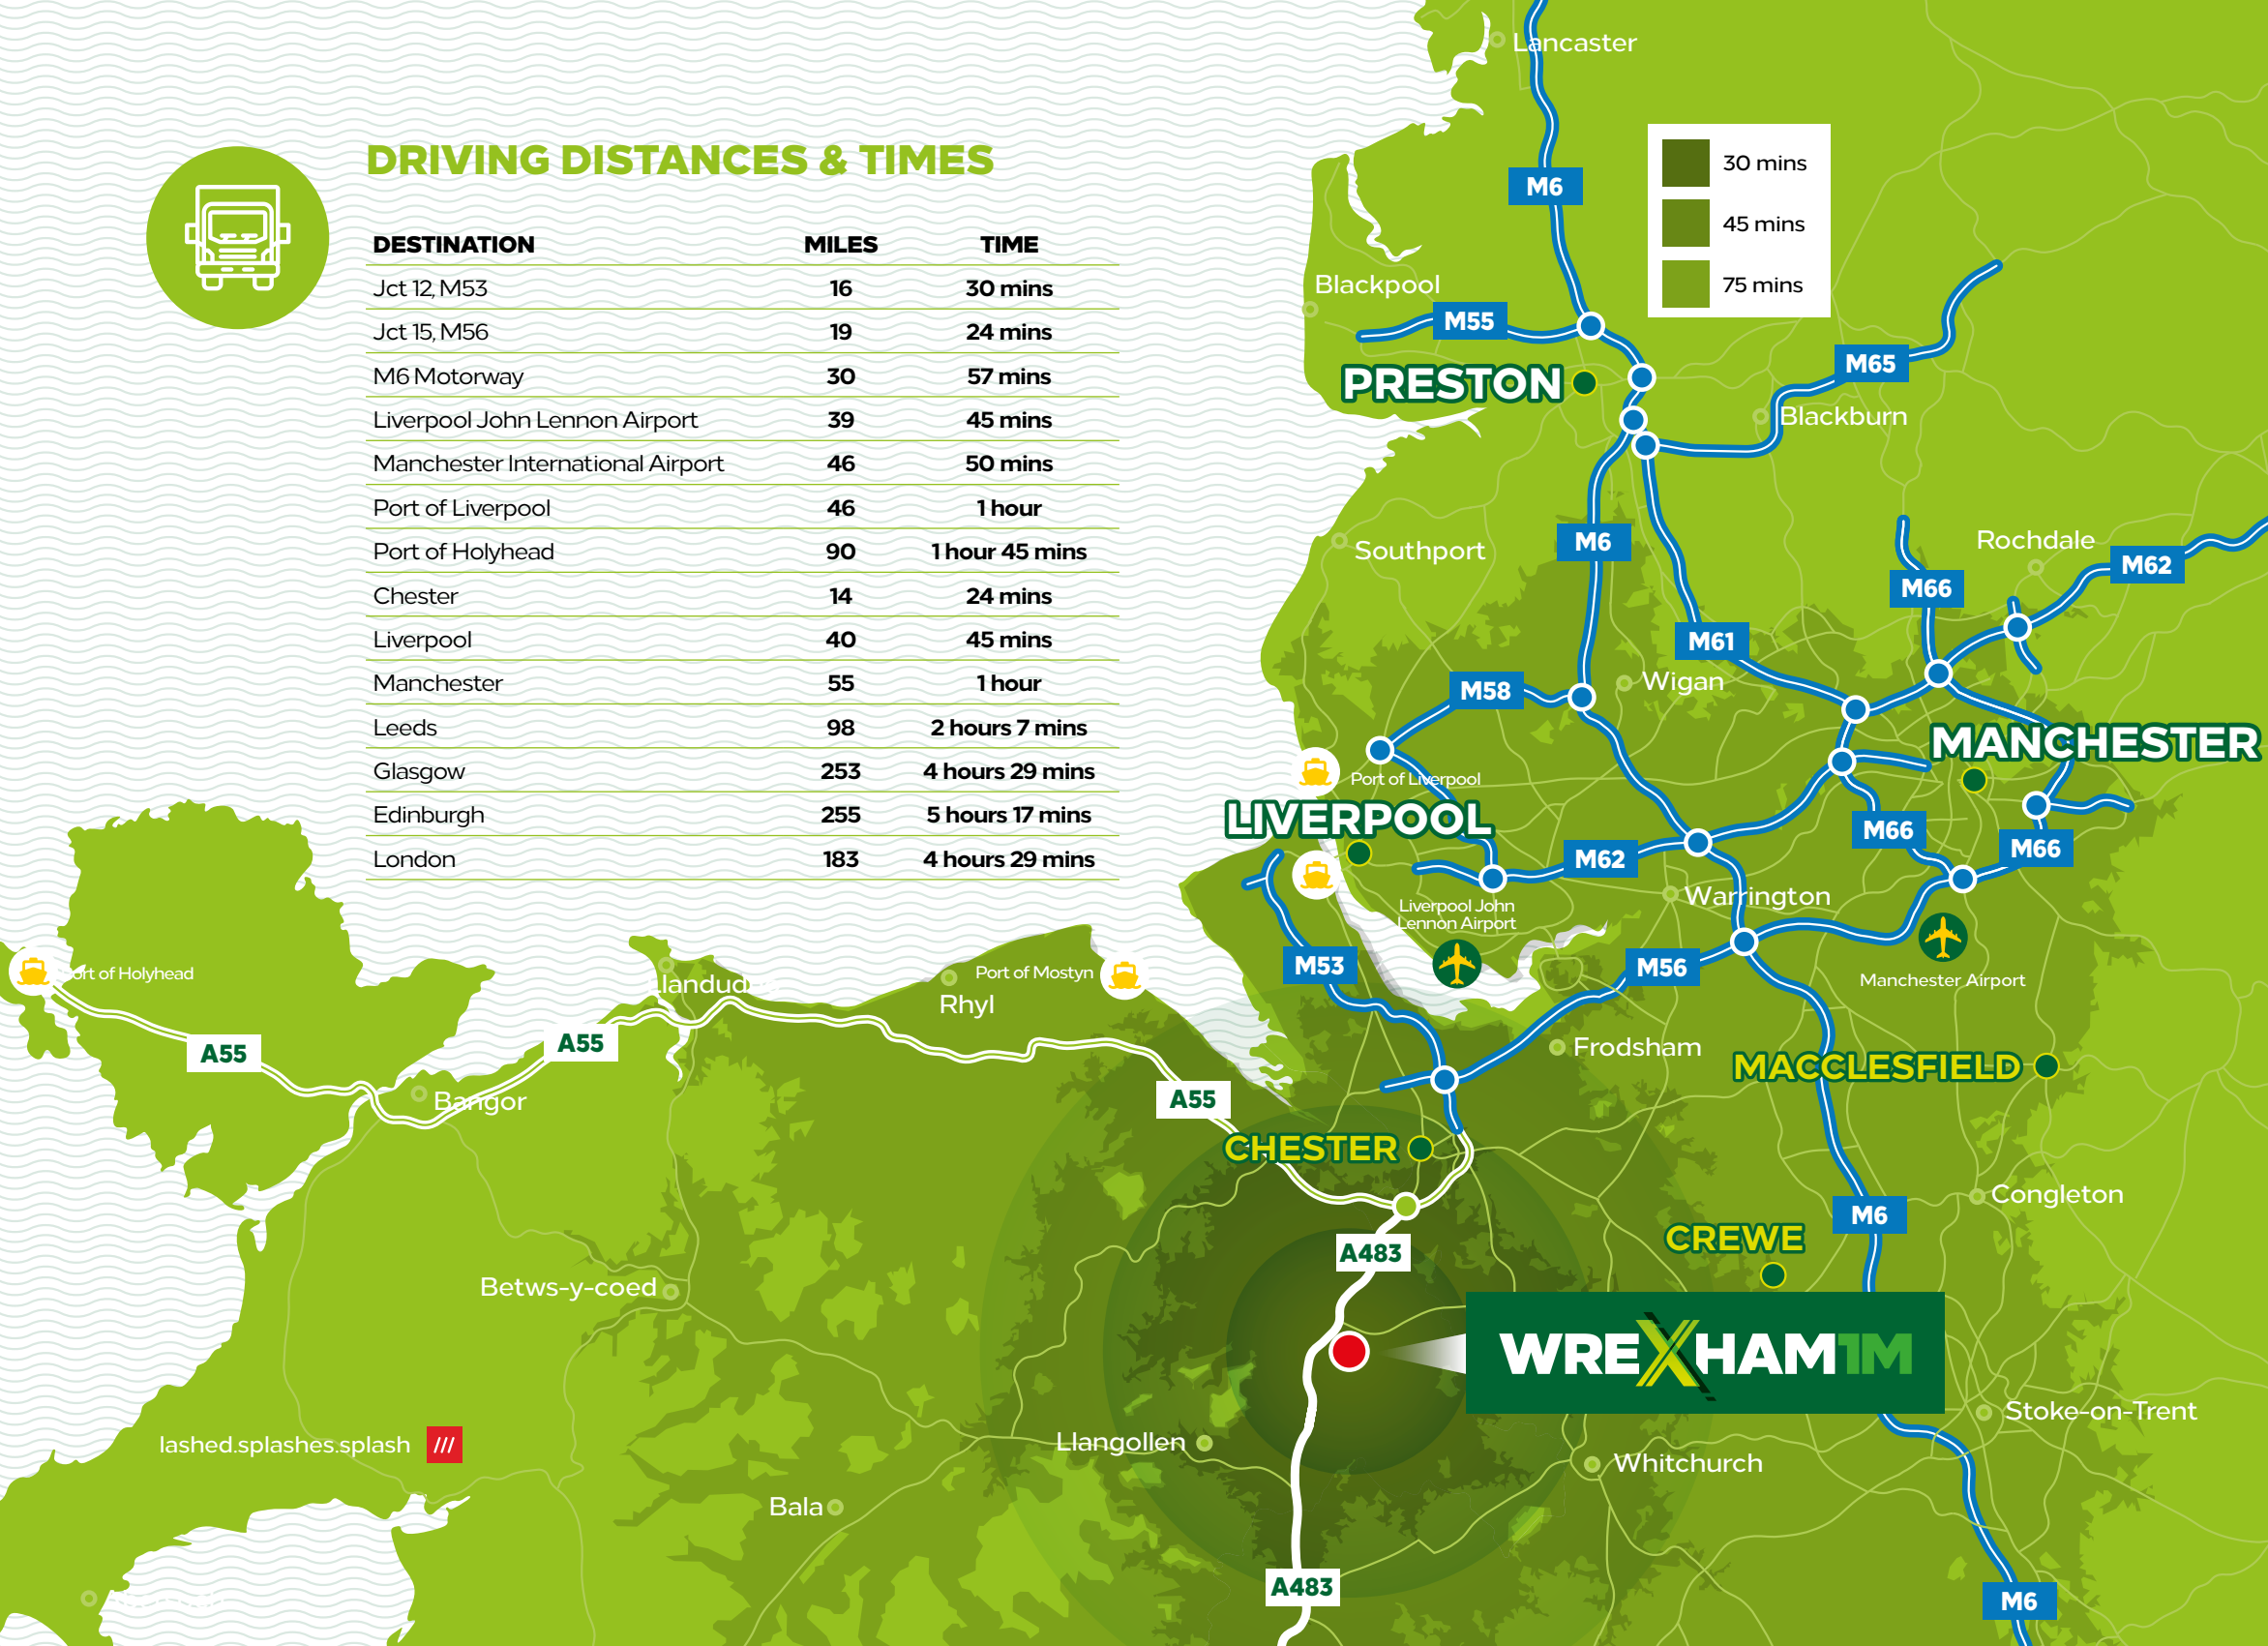 DRIVING DISTANCES & TIMES
DESTINATION MILES TIME
Jct 12, M53 16 30 mins
Jct 15, M56 19 24 mins
M6 Motorway 30 57 mins
Liverpool John Lennon Airport 39 45 mins
Manchester International Airport 46 50 mins
Port of Liverpool 46 1 hour
Port of Holyhead 90 1 hour 45 mins
Chester 14 24 mins
Liverpool 40 45 mins
Manchester 55 1 hour
Leeds 98 2 hours 7 mins
Glasgow 253 4 hours 29 mins
Edinburgh 255 5 hours 17 mins
London 183 4 hours 29 mins
30 mins
45 mins
75 mins
Lancaster
M6
Blackpool
M55
M65
PRESTON
Blackburn
Southport
M6
Rochdale
M62
M66
M61
Wigan
M58
MANCHESTER
Port of Liverpool
LIVERPOOL
M66
M66
M62
Warrington
Liverpool John
Lennon Airport
M53
M56
Manchester Airport
Port of Holyhead
Llandudno
Port of Mostyn
Rhyl
A55
A55
Frodsham
MACCLESFIELD
Bangor
A55
CHESTER
Congleton
M6
CREWE
A483
Betws-y-coed
WREXHAM1M
Stoke-on-Trent
lashed.splashes.splash
Llangollen
Whitchurch
Bala
A483
M6